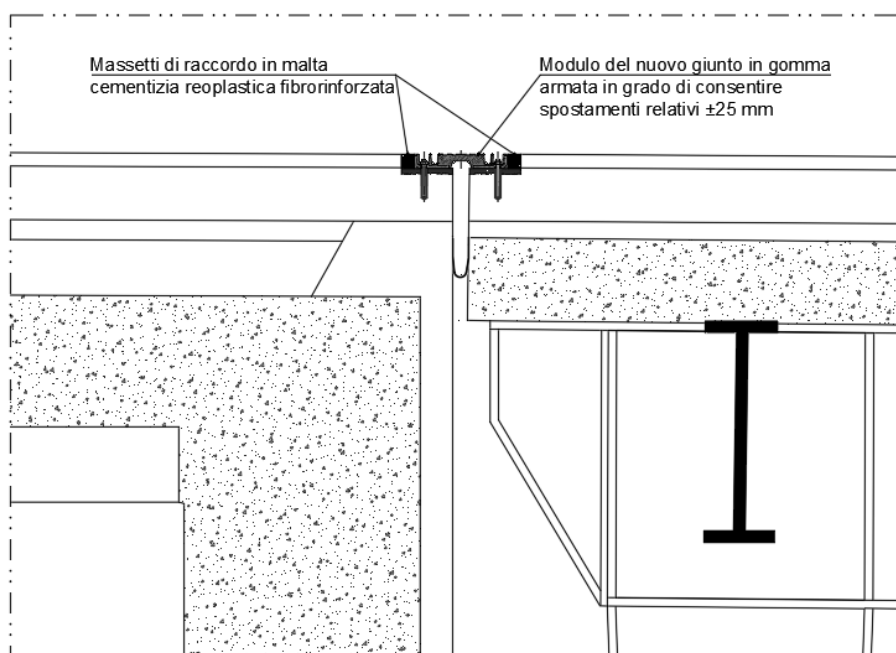 Massetti di raccordo in malta
cementizia reoplastica fibrorinforzata
Modulo del nuovo giunto in gomma
armata in grado di consentire
spostamenti relativi ±25 mm